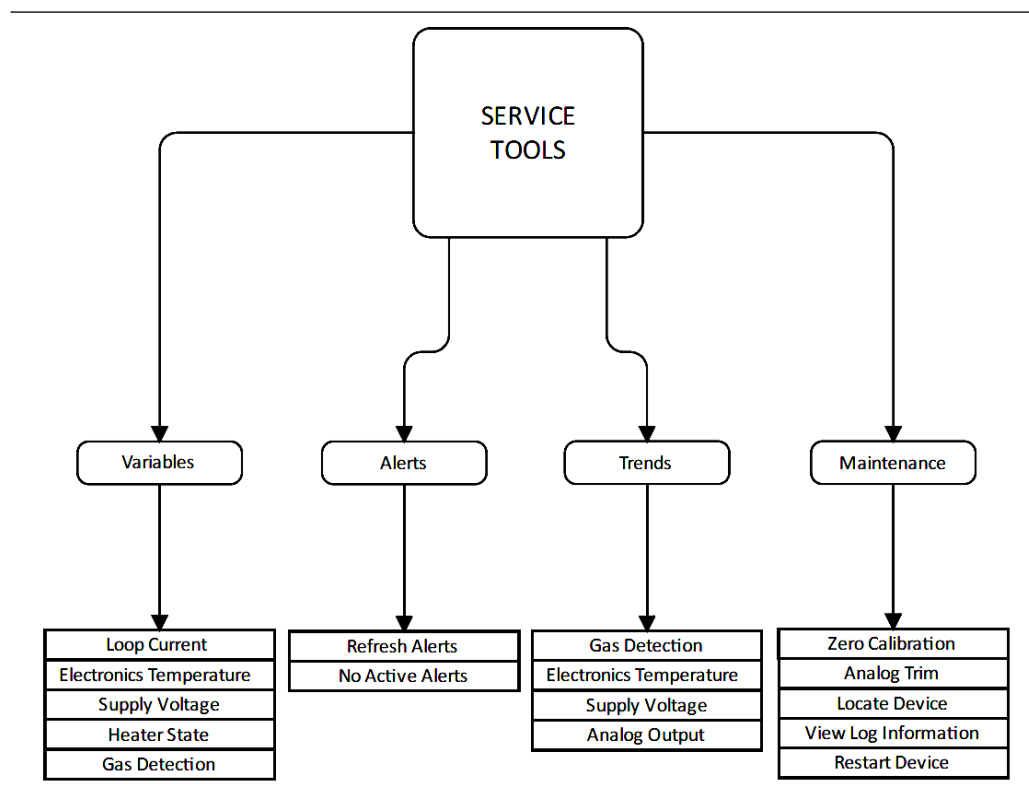 SERVICE
TOOLS
Variables
Alerts
Trends
Maintenance
Loop Current
Electronics Temperature
Supply Voltage
Heater State
Gas Detection
Refresh Alerts
No Active Alerts
Gas Detection
Electronics Temperature
Supply Voltage
Analog Output
Zero Calibration
Analog Trim
Locate Device
View Log Information
Restart Device